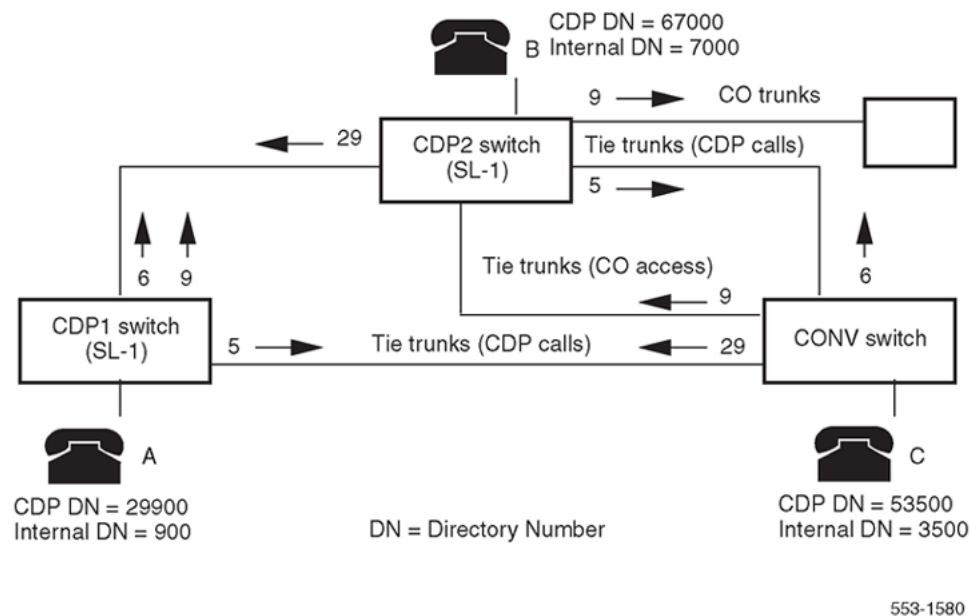 CDP DN = 67000
Internal DN = 7000
B
9
CO trunks
29
CDP2 switch
(SL-1)
Tie trunks (CDP calls)
5
6
9
Tie trunks (CO access)
9
6
CDP1 switch
(SL-1)
5
Tie trunks (CDP calls)
29
CONV switch
A
C
CDP DN = 29900
Internal DN = 900
DN = Directory Number
CDP DN = 53500
Internal DN = 3500
553-1580